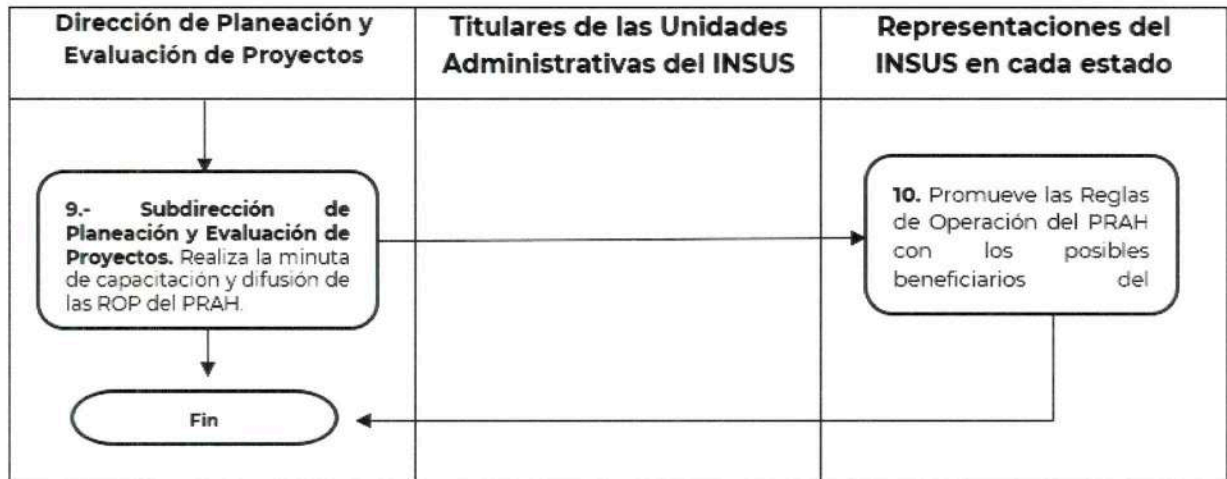 Dirección de Planeación y
Evaluación de Proyectos
Titulares de las Unidades
Administrativas del INSUS
Representaciones del
INSUS en cada estado
9.- Subdirección de
Planeación y Evaluación de
Proyectos. Realiza la minuta
de capacitación y difusión de
las ROP del PRAH.
10. Promueve las Reglas
de Operación del PRAH
con los posibles
beneficiarios del
Fin